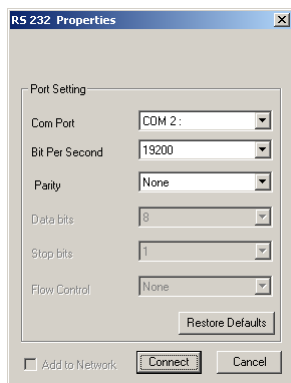 RS 232 Properties
Port Setting
Com Port COM 2 :
Bit Per Second 19200
Parity None
Data bits 8
Stop bits 1
Flow Control None
Restore Defaults
Add to Network Connect Cancel